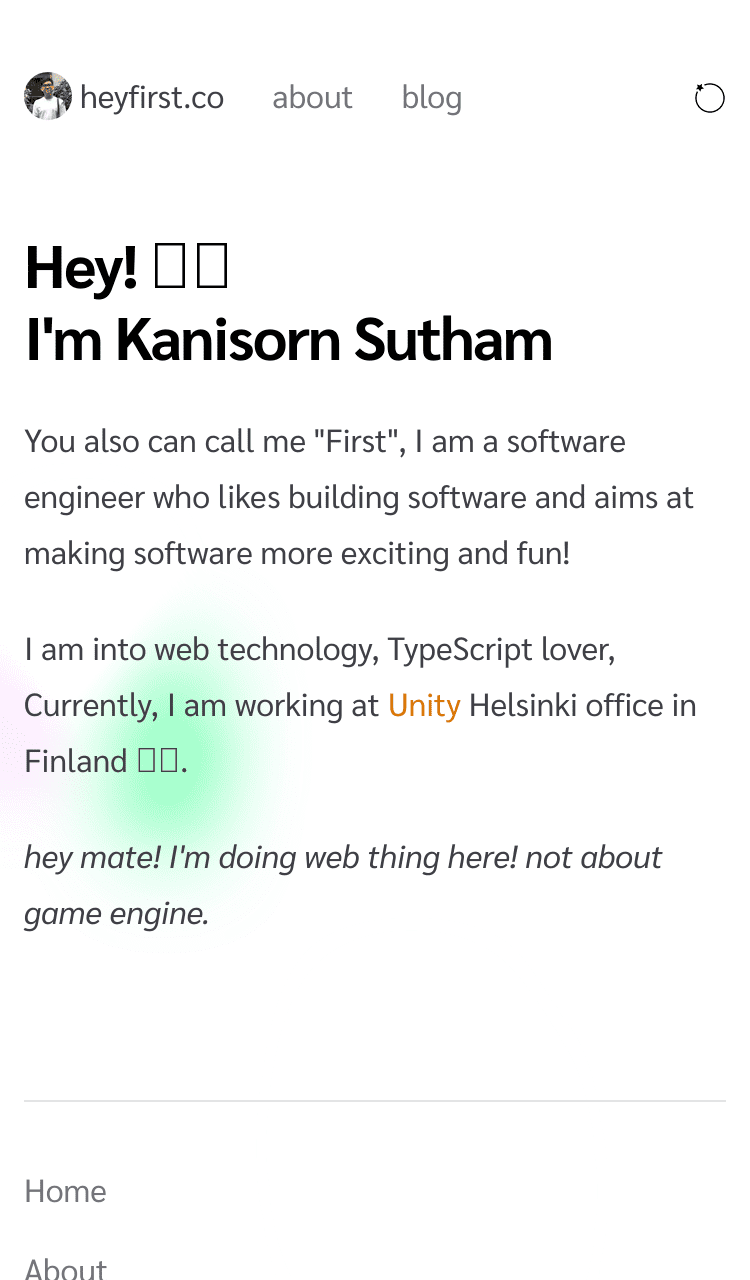 heyfirst.co about blog
Hey! 
I'm Kanisorn Sutham
You also can call me "First", I am a software
engineer who likes building software and aims at
making software more exciting and fun!
I am into web technology, TypeScript lover,
Currently, I am working at Unity Helsinki office in
Finland .
hey mate! I'm doing web thing here! not about
game engine.
Home
About